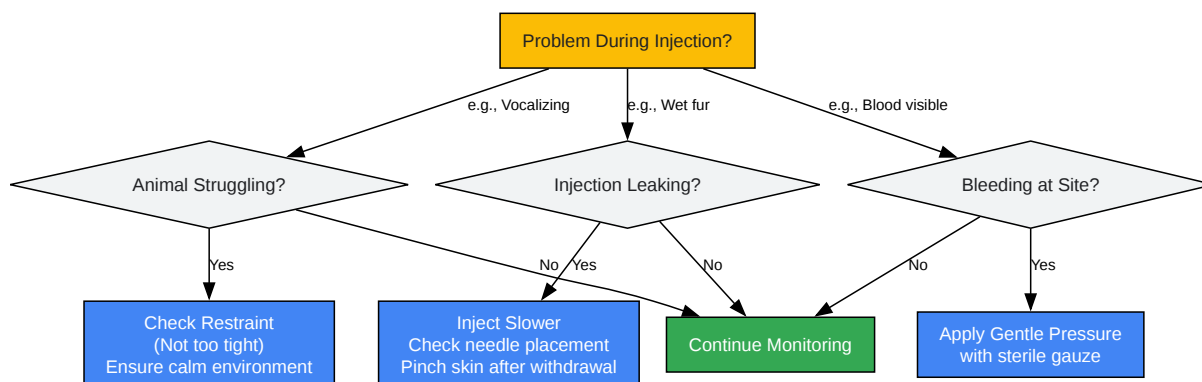 Problem During Injection?
e.g., Vocalizing
e.g., Wet fur
e.g., Blood visible
Animal Struggling?
Injection Leaking?
Bleeding at Site?
Yes
No
Yes
No
No
Yes
Check Restraint
(Not too tight)
Ensure calm environment
Inject Slower
Check needle placement
Pinch skin after withdrawal
Continue Monitoring
Apply Gentle Pressure
with sterile gauze